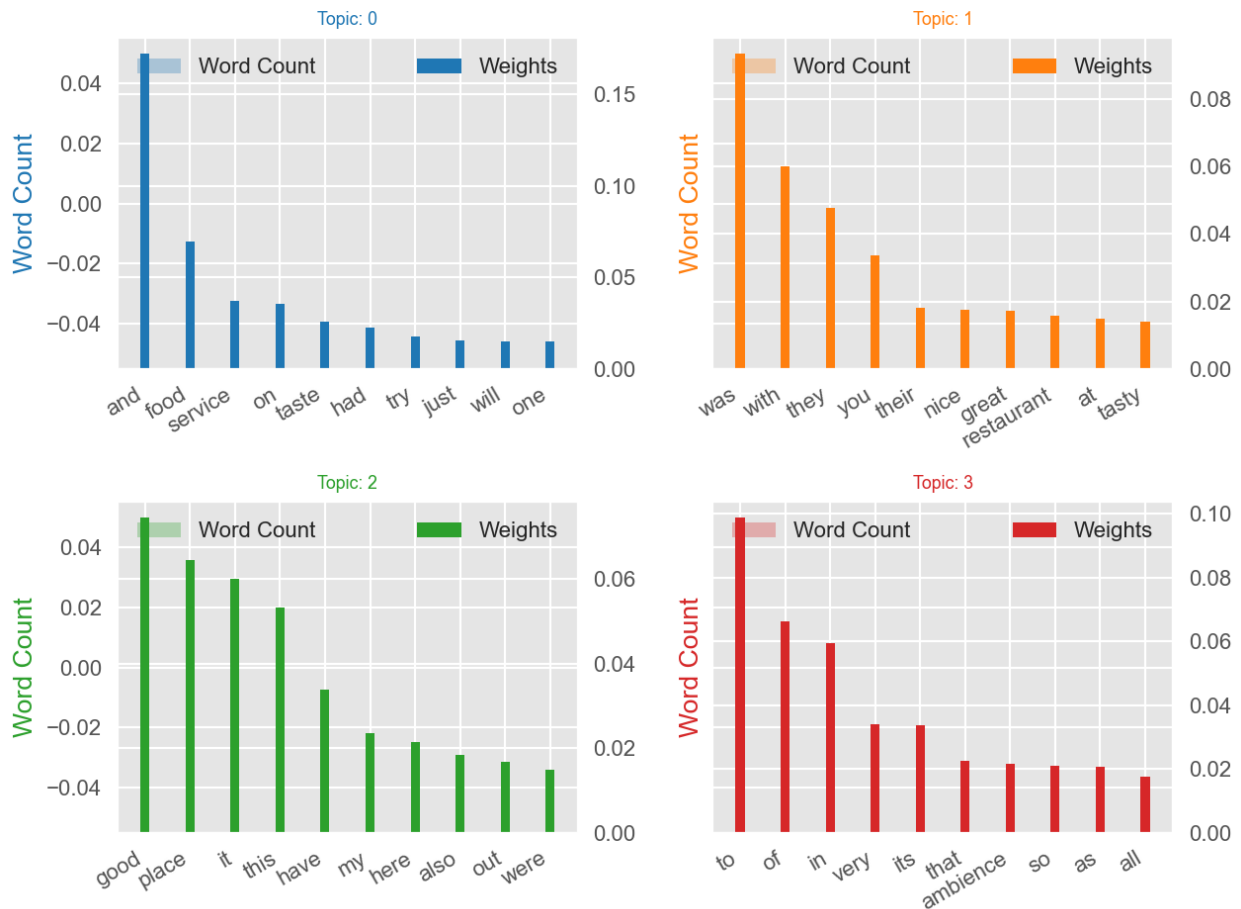 Topic: 0
Word Count
Weights
Word Count
0.04
0.02
0.00
−0.02
−0.04
0.15
0.10
0.05
0.00
and food service on taste had try just will one
Topic: 1
Word Count
Weights
Word Count
0.08
0.06
0.04
0.02
0.00
was with they you their nice great restaurant at tasty
Topic: 2
Word Count
Weights
Word Count
0.04
0.02
0.00
−0.02
−0.04
0.06
0.04
0.02
0.00
good place it this have my here also out were
Topic: 3
Word Count
Weights
Word Count
0.10
0.08
0.06
0.04
0.02
0.00
to of in very its that ambience so as all